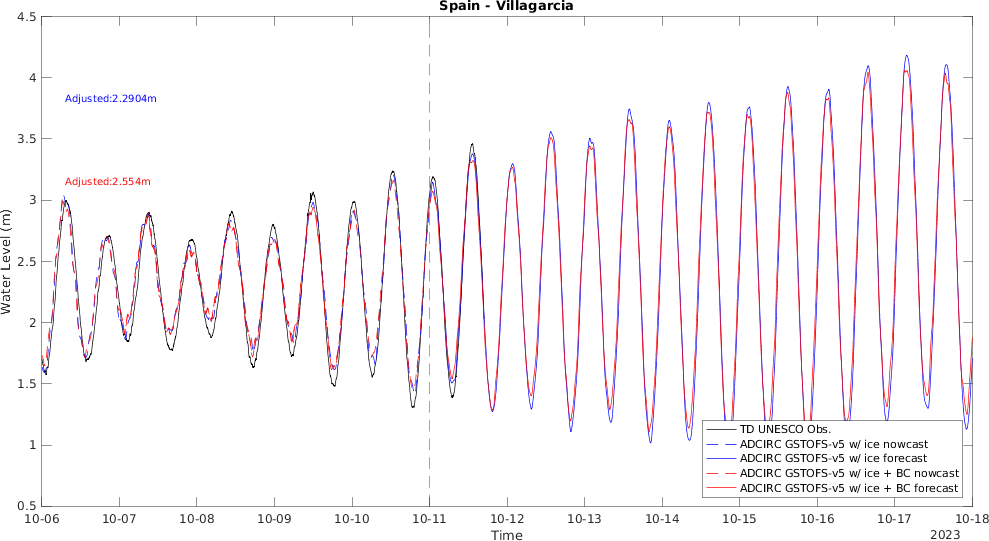 Spain - Villagarcia
4.5
4
3.5
3
2.5
2
1.5
1
0.5
Water Level (m)
Adjusted:2.2904m
Adjusted:2.554m
TD UNESCO Obs.
ADCIRC GSTOFS-v5 w/ ice nowcast
ADCIRC GSTOFS-v5 w/ ice forecast
ADCIRC GSTOFS-v5 w/ ice + BC nowcast
ADCIRC GSTOFS-v5 w/ ice + BC forecast
10-06 10-07 10-08 10-09 10-10 10-11 10-12 10-13 10-14 10-15 10-16 10-17 10-18
Time
2023